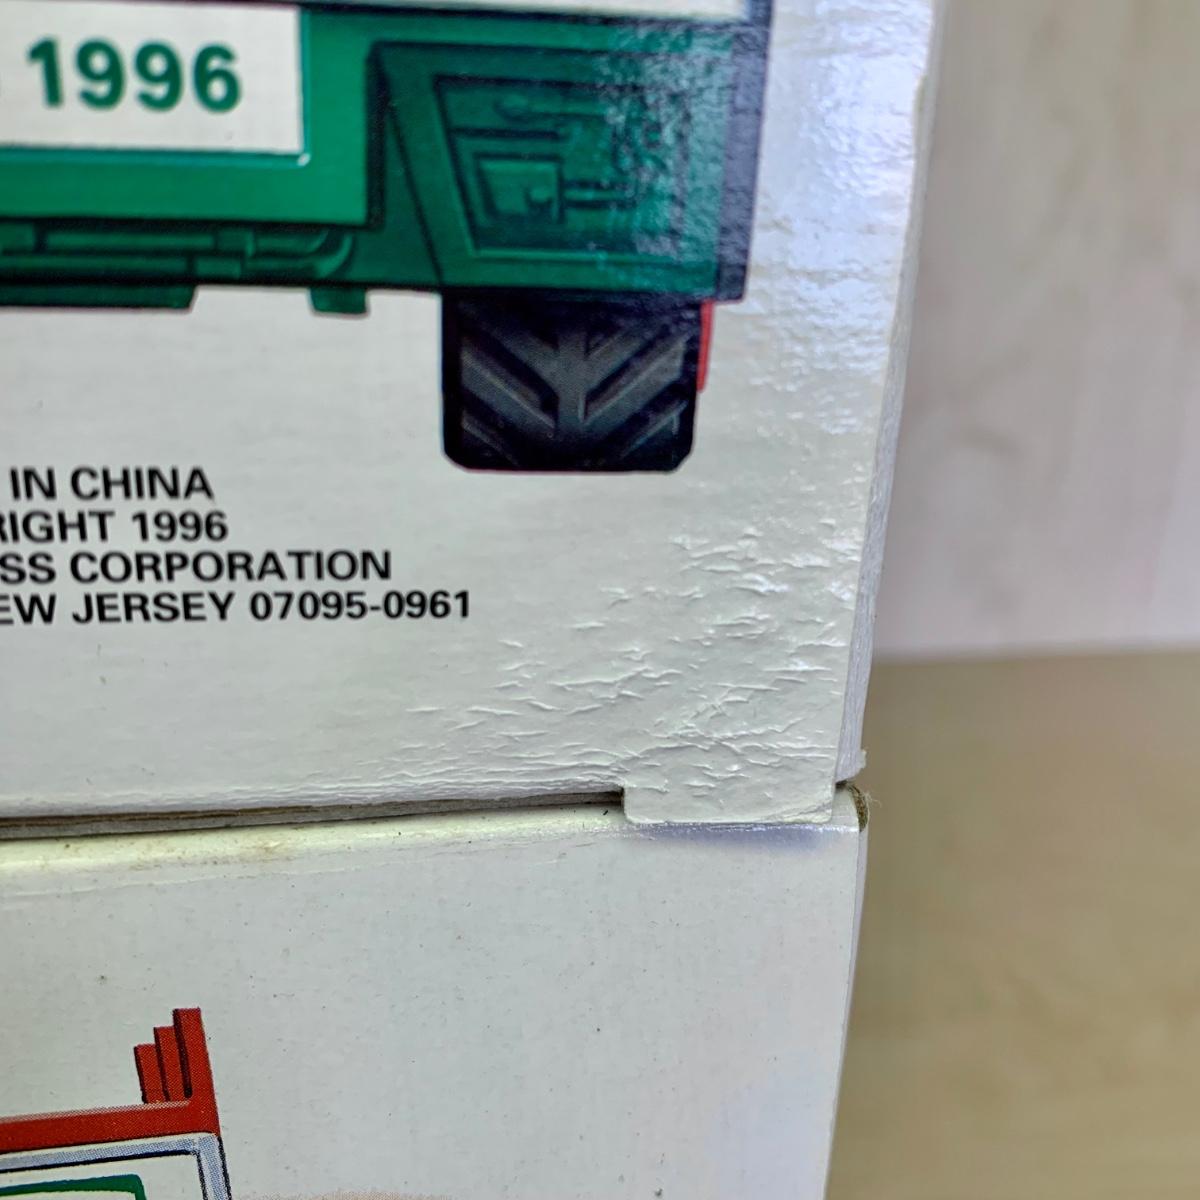 1996
IN CHINA
RIGHT 1996
SS CORPORATION
EW JERSEY 07095-0961